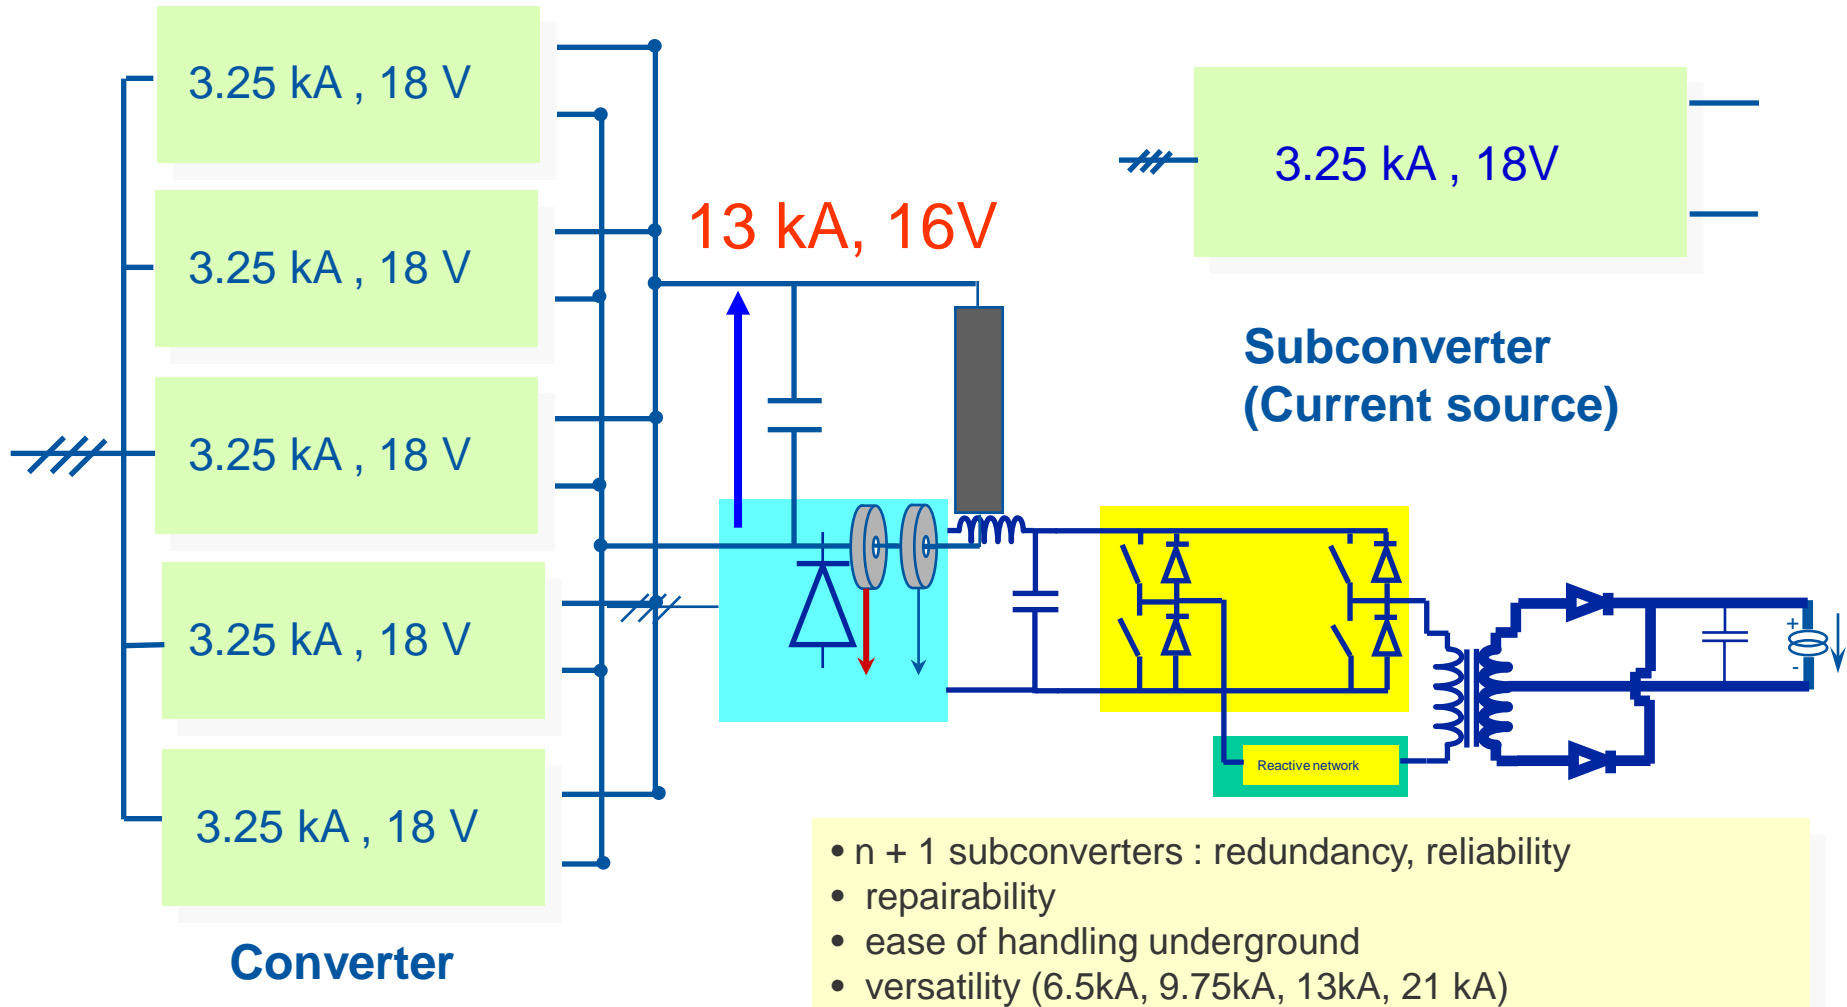 3.25 kA , 18 V
3.25 kA , 18 V
3.25 kA , 18 V
3.25 kA , 18 V
3.25 kA , 18 V
Converter
13 kA, 16V
3.25 kA , 18V
Subconverter
(Current source)
+
-
Reactive network
• n + 1 subconverters : redundancy, reliability
• repairability
• ease of handling underground
• versatility (6.5kA, 9.75kA, 13kA, 21 kA)